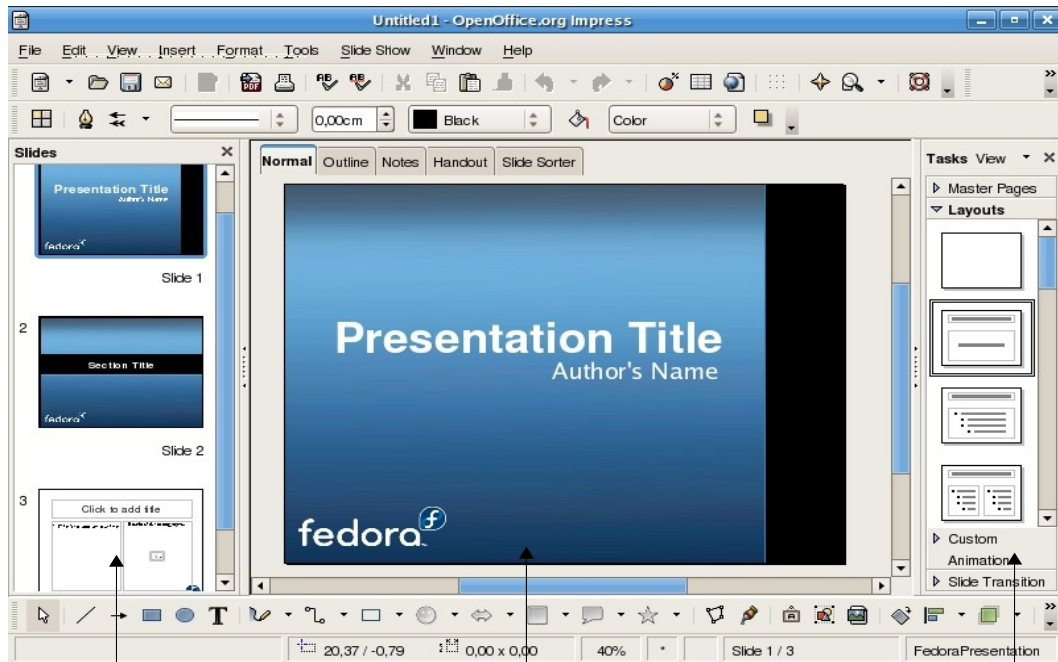 Untitled1 - OpenOffice.org Impress
File Edit View Insert Format Tools Slide Show Window Help
0,00cm Black Color
Slides
Normal Outline Notes Handout Slide Sorter
Tasks View
Presentation Title
Author's Name
fedora
Slide 1
2
Section Title
fedora
Slide 2
3
Click to add title
Presentation Title
Author's Name
fedora
Master Pages
Layouts
Custom
Animation
Slide Transition
20,37 / -0,79 0,00 x 0,00 40% * Slide 1 / 3 FedoraPresentation